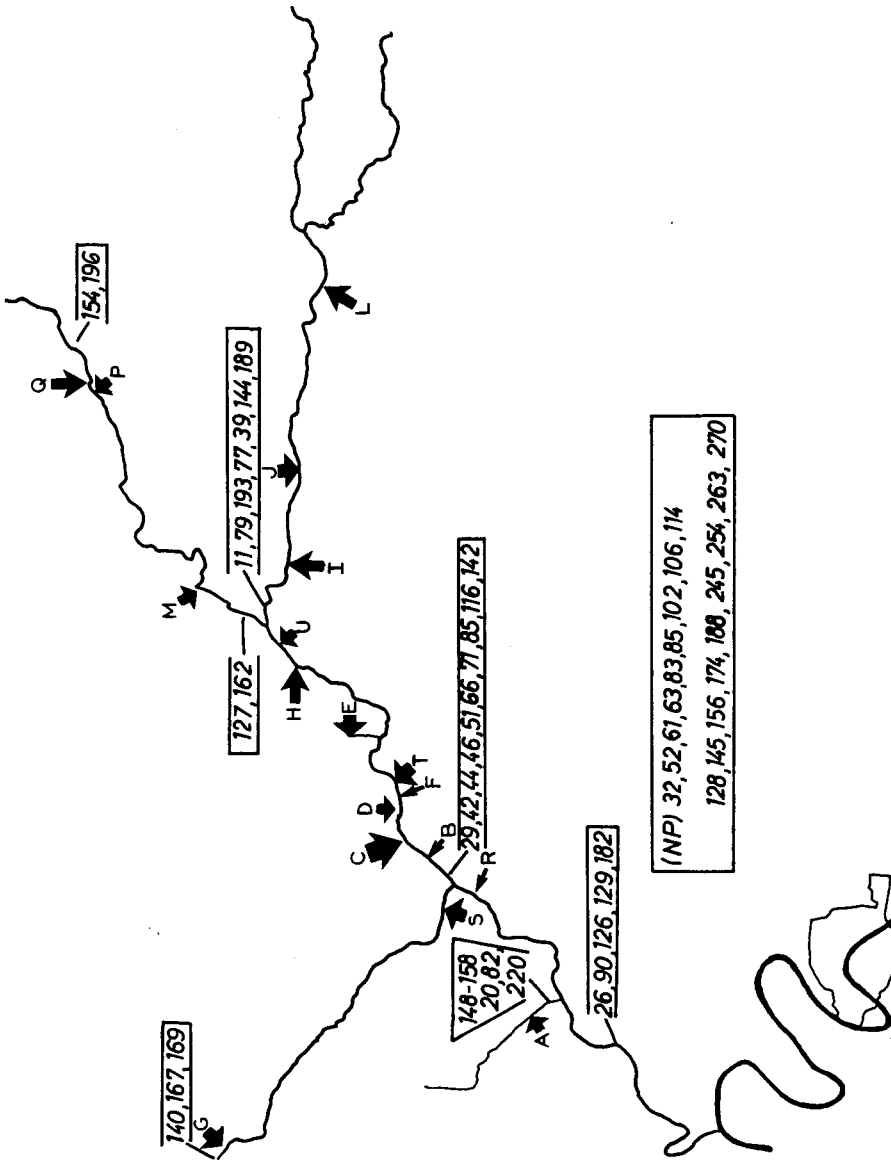 154,196
Q
P
L
11,79,193,77,39,144,189
J
I
M
127,162
U
H
E
T
F
D
C
B
29,42,44,46,51,66,71,85,116,142
R
S
148-158
20,82,
220
A
26,90,126,129,182
140,167,169
G
(NP) 32,52,61,63,83,85,102,106,114
128,145,156,174,188,245,254,263,270